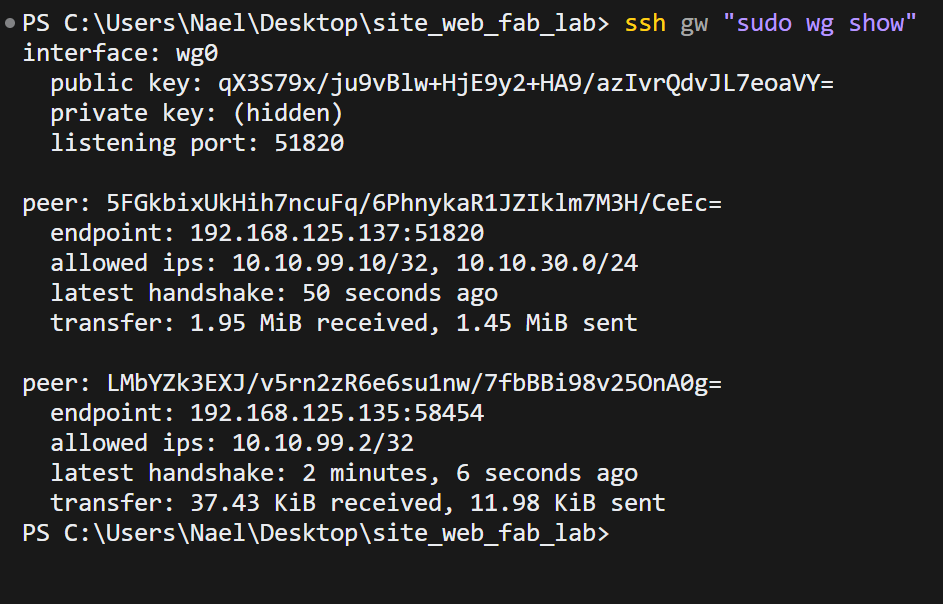 PS C:\Users\Nael\Desktop\site_web_fab_lab> ssh gw "sudo wg show"
interface: wg0
  public key: qX3S79x/ju9vBlw+HjE9y2+HA9/azIvrQdvJL7eoaVY=
  private key: (hidden)
  listening port: 51820

peer: 5FGkbixUkHih7ncuFq/6PhnykaR1JZIklm7M3H/CeEc=
  endpoint: 192.168.125.137:51820
  allowed ips: 10.10.99.10/32, 10.10.30.0/24
  latest handshake: 50 seconds ago
  transfer: 1.95 MiB received, 1.45 MiB sent

peer: LMbYZk3EXJ/v5rn2zR6e6su1nw/7fbBBi98v25OnA0g=
  endpoint: 192.168.125.135:58454
  allowed ips: 10.10.99.2/32
  latest handshake: 2 minutes, 6 seconds ago
  transfer: 37.43 KiB received, 11.98 KiB sent
PS C:\Users\Nael\Desktop\site_web_fab_lab>